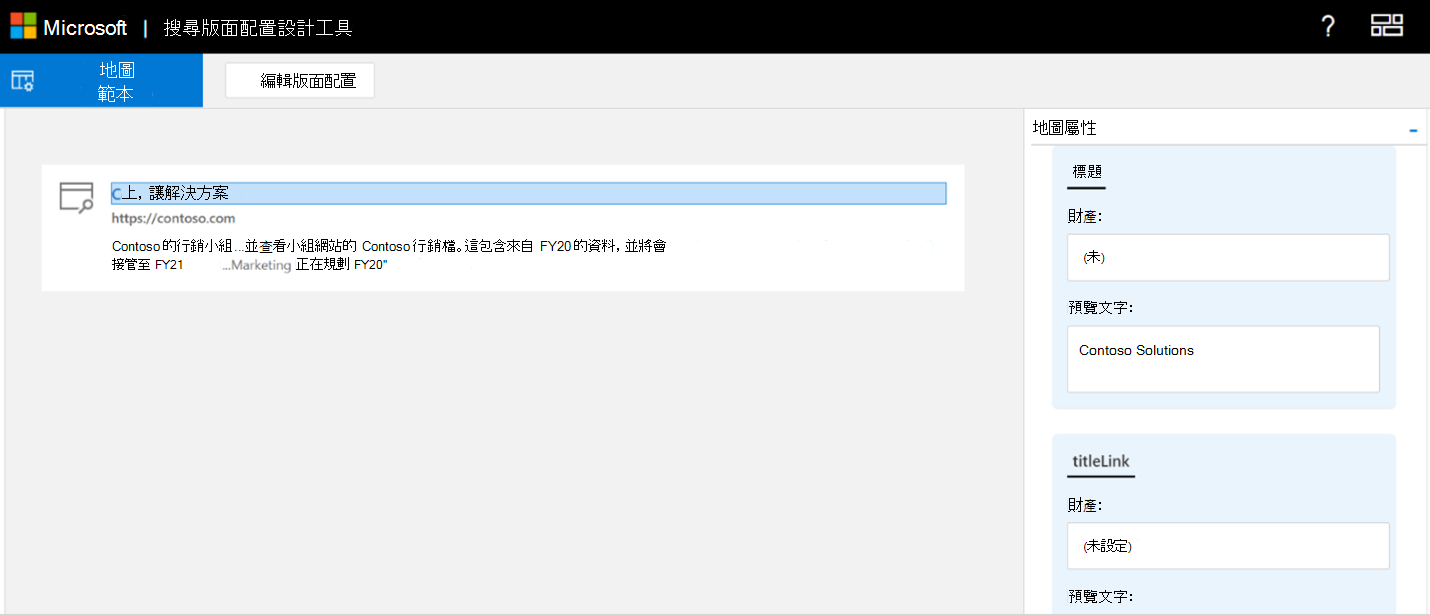 Microsoft | 搜尋版面配置設計工具 ?
地圖
範本
編輯版面配置
C上，讓解決方案
https://contoso.com
Contoso的行銷小組...並查看小組網站的 Contoso行銷檔。這包含來自 FY20的資料，並將會
接管至 FY21 ...Marketing 正在規劃 FY20"
地圖屬性
標題
財產：
(未)
預覽文字：
Contoso Solutions
titleLink
財產：
(未設定)
預覽文字：